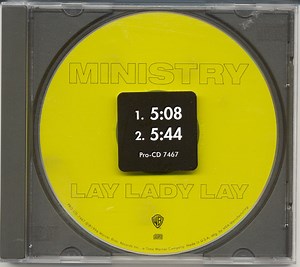 MINISTRY
1. 5:08
2. 5:44
Pro-CD 7467
LAY LADY LAY